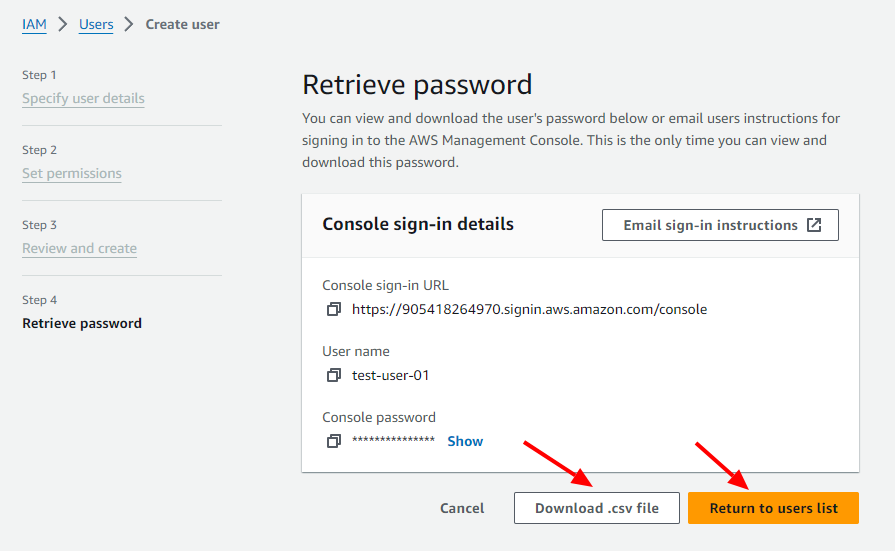 IAM > Users > Create user
Step 1
Specify user details
Step 2
Set permissions
Step 3
Review and create
Step 4
Retrieve password
Retrieve password
You can view and download the user's password below or email users instructions for
signing in to the AWS Management Console. This is the only time you can view and
download this password.
Console sign-in details
Email sign-in instructions
Console sign-in URL
https://905418264970.signin.aws.amazon.com/console
User name
test-user-01
Console password
*************** Show
Cancel
Download .csv file
Return to users list